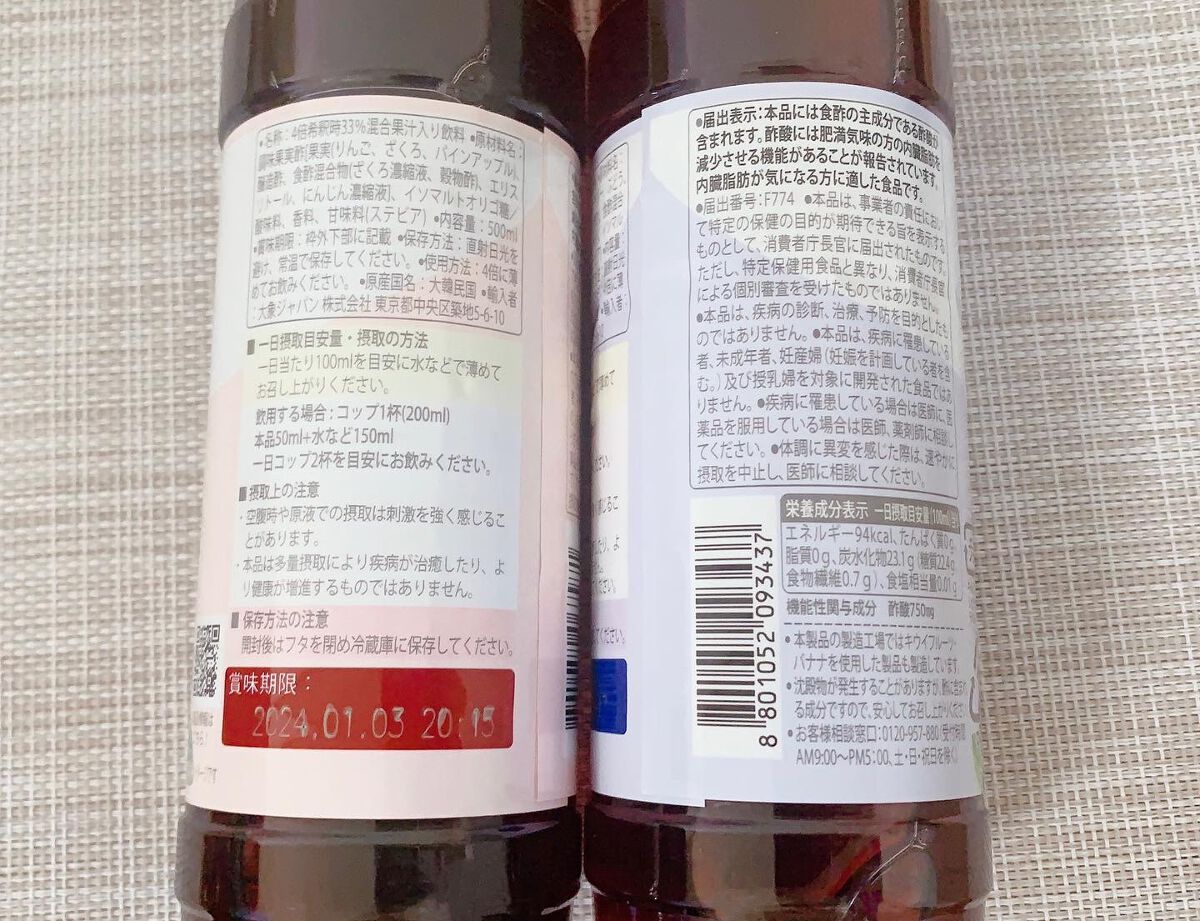 ・名称：4倍希釈時33%混合果汁入り飲料 •原材料名：
調味果実酢[果実(りんご、ざくろ、パインアップル)、
醸造酢、食酢混合物(ざくろ濃縮液、穀物酢)、エリス
リトール、にんじん濃縮液]、イソマルトオリゴ糖／
酸味料、香料、甘味料(ステビア) •内容量：500ml
•賞味期限：枠外下部に記載 •保存方法：直射日光を
避け、常温で保存してください。•使用方法：4倍に薄
めてお飲みください。•原産国名：大韓民国 •輸入者
：大象ジャパン 株式会社 東京都中央区築地5-6-10
■ 一日摂取目安量・摂取の方法
一日当たり100mlを目安に水などで薄めて
お召し上がりください。
飲用する場合：コップ1杯(200ml)
本品50ml+水など150ml
一日コップ2杯を目安にお飲みください。
■ 摂取上の注意
・空腹時や原液での摂取は刺激を強く感じるこ
とがあります。
・本品は多量摂取により疾病が治癒したり、よ
り健康が増進するものではありません。
■ 保存方法の注意
開封後はフタを閉め冷蔵庫に保存してください。
賞味期限：
2024.01.03 20:15
•届出表示：本品には食酢の主成分である酢酸が
含まれます。酢酸には肥満気味の方の内臓脂肪を
減少させる機能があることが報告されています。
内臓脂肪が気になる方に適した食品です。
•届出番号：F774 •本品は、事業者の責任におい
て特定の保健の目的が期待できる旨を表示する
ものとして、消費者庁長官に届出されたものです。
ただし、特定保健用食品と異なり、消費者庁長官
による個別審査を受けたものではありません。
•本品は、疾病の診断、治療、予防を目的としたも
のではありません。•本品は、疾病に罹患している
者、未成年者、妊産婦（妊娠を計画している者を含
む。）及び授乳婦を対象に開発された食品ではあ
りません。•疾病に罹患している場合は医師に、医
薬品を服用している場合は医師、薬剤師に相談し
てください。•体調に異変を感じた際は、速やかに
摂取を中止し、医師に相談してください。
栄養成分表示 一日摂取目安量(100ml)
エネルギー94kcal、たんぱく質0g、
脂質0g、炭水化物23.1g (糖質22.4g
食物繊維0.7g)、食塩相当量0.01g
機能性関与成分 酢酸750mg
•本製品の製造工場ではキウイフルーツ・
バナナを使用した製品も製造しています
•沈殿物が発生することがありますが、酢に含まれ
る成分ですので、安心してお召し上がりください
•お客様相談窓口：0120-957-880 (受付時間
AM9:00～PM5:00、土・日・祝日を除く)
8 801052 093437